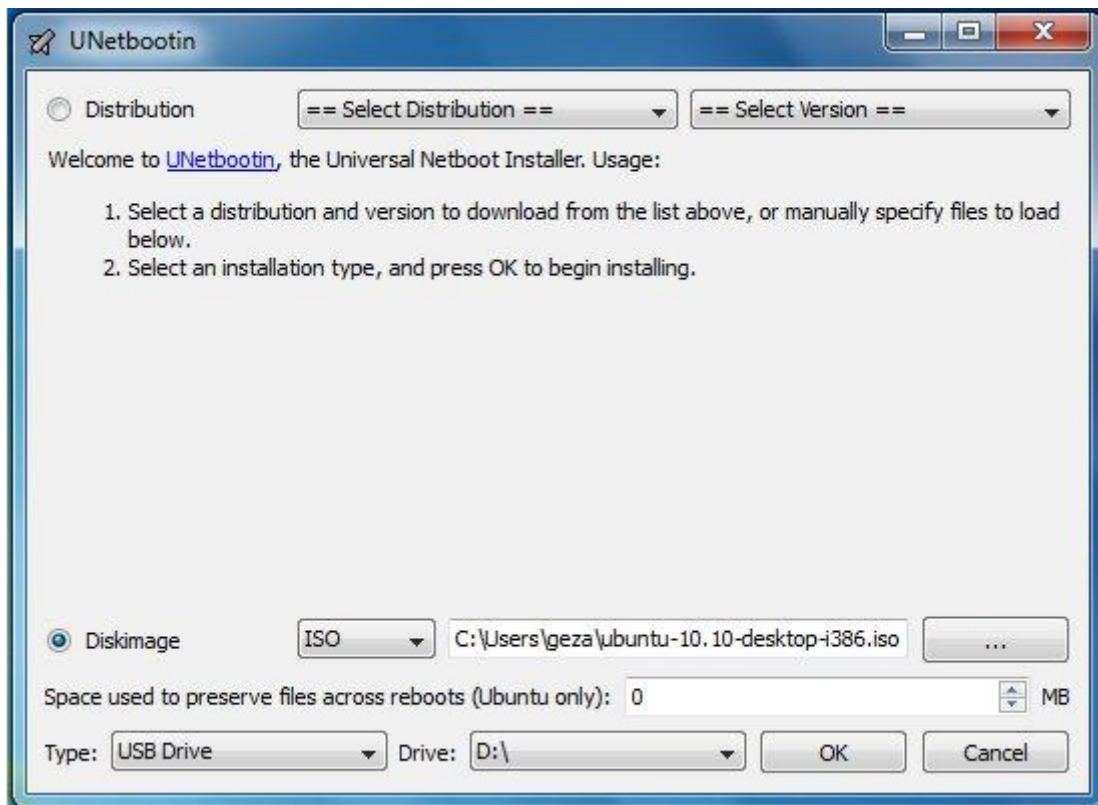 UNetbootin
Distribution == Select Distribution == == Select Version ==
Welcome to UNetbootin, the Universal Netboot Installer. Usage:
1. Select a distribution and version to download from the list above, or manually specify files to load
below.
2. Select an installation type, and press OK to begin installing.
Diskimage ISO C:\Users\geza\ubuntu-10.10-desktop-i386.iso ...
Space used to preserve files across reboots (Ubuntu only): 0 MB
Type: USB Drive Drive: D:\ OK Cancel